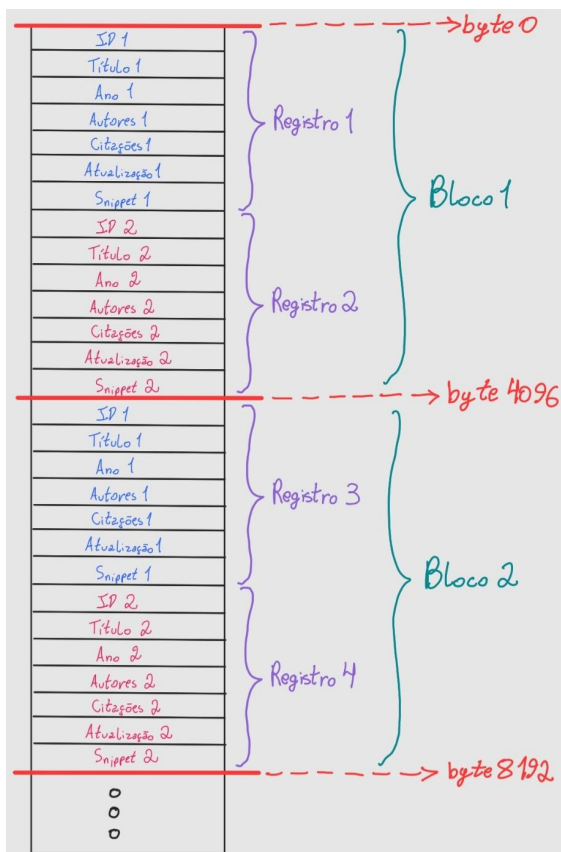 byte 0
ID 1
Título 1
Ano 1
Autores 1
Citações 1
Atualização 1
Snippet 1
Registro 1
ID 2
Título 2
Ano 2
Autores 2
Citações 2
Atualização 2
Snippet 2
Registro 2
Bloco 1
byte 4096
ID 1
Título 1
Ano 1
Autores 1
Citações 1
Atualização 1
Snippet 1
Registro 3
ID 2
Título 2
Ano 2
Autores 2
Citações 2
Atualização 2
Snippet 2
Registro 4
Bloco 2
byte 8192